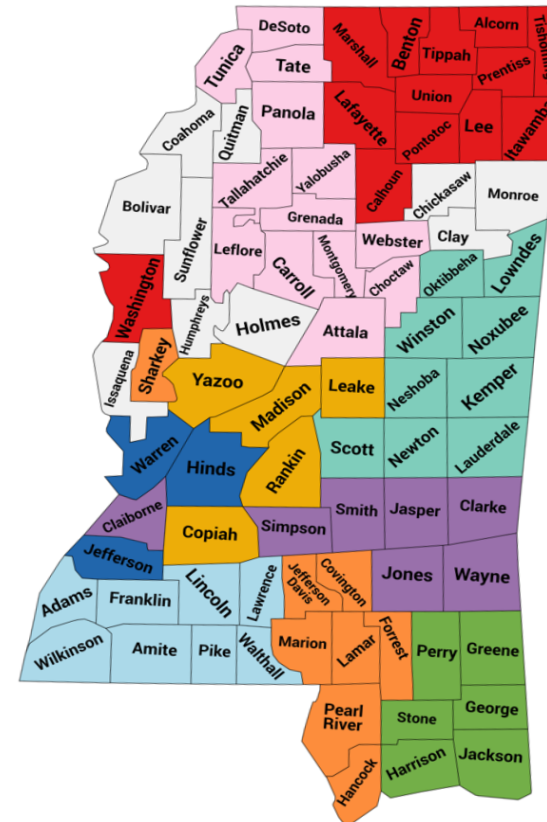 DeSoto
Marshall
Benton
Alcorn
Tippah
Tunica
Tate
Prentiss
Panola
Lafayette
Union
Coahoma
Quitman
Pontotoc
Lee
Itawamba
Tallahatchie
Yalobusha
Calhoun
Chickasaw
Monroe
Bolivar
Sunflower
Grenada
Leflore
Carroll
Montgomery
Webster
Clay
Choctaw
Oktibbeha
Lowndes
Washington
Humphreys
Holmes
Attala
Winston
Noxubee
Issaquena
Sharkey
Yazoo
Madison
Leake
Neshoba
Kemper
Warren
Hinds
Rankin
Scott
Newton
Lauderdale
Claiborne
Copiah
Simpson
Smith
Jasper
Clarke
Jefferson
Lincoln
Lawrence
Jefferson
Davis
Covington
Jones
Wayne
Adams
Franklin
Wilkinson
Amite
Pike
Walthall
Marion
Lamar
Forrest
Perry
Greene
Pearl
River
Stone
George
Hancock
Harrison
Jackson